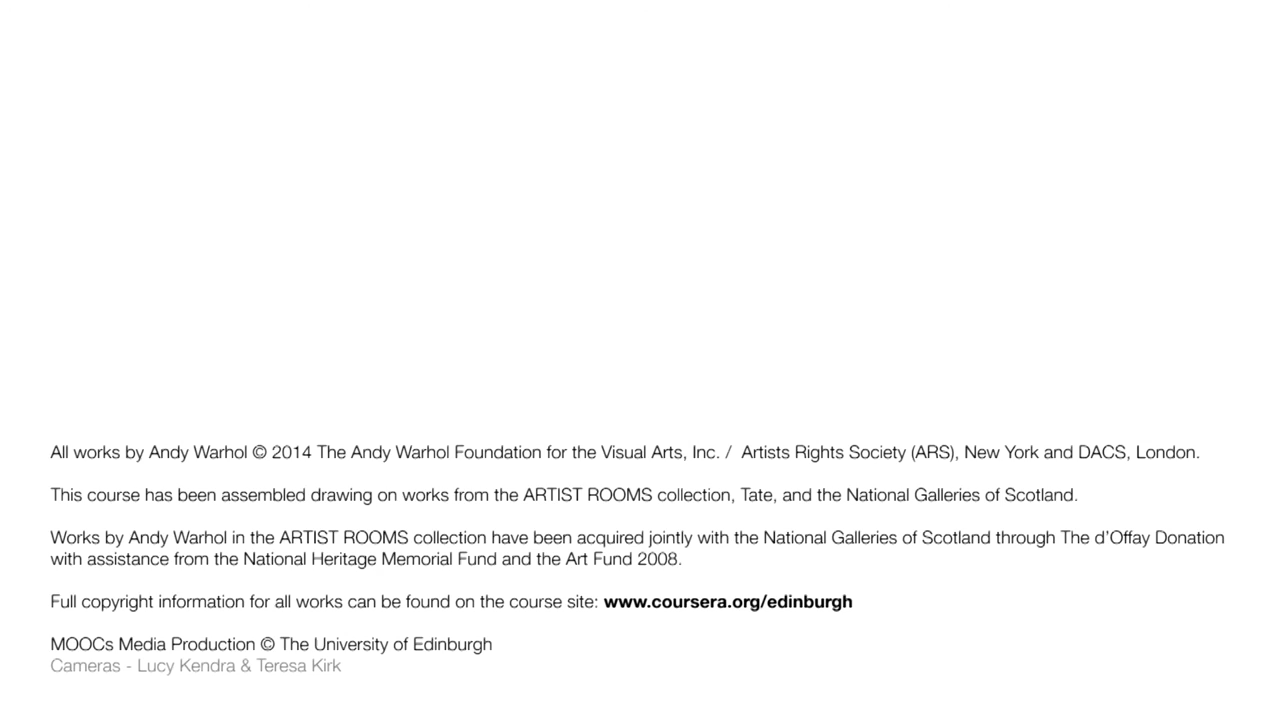 All works by Andy Warhol © 2014 The Andy Warhol Foundation for the Visual Arts, Inc. / Artists Rights Society (ARS), New York and DACS, London.
This course has been assembled drawing on works from the ARTIST ROOMS collection, Tate, and the National Galleries of Scotland.
Works by Andy Warhol in the ARTIST ROOMS collection have been acquired jointly with the National Galleries of Scotland through The d’Offay Donation
with assistance from the National Heritage Memorial Fund and the Art Fund 2008.
Full copyright information for all works can be found on the course site: www.coursera.org/edinburgh
MOOCs Media Production © The University of Edinburgh
Cameras - Lucy Kendra & Teresa Kirk